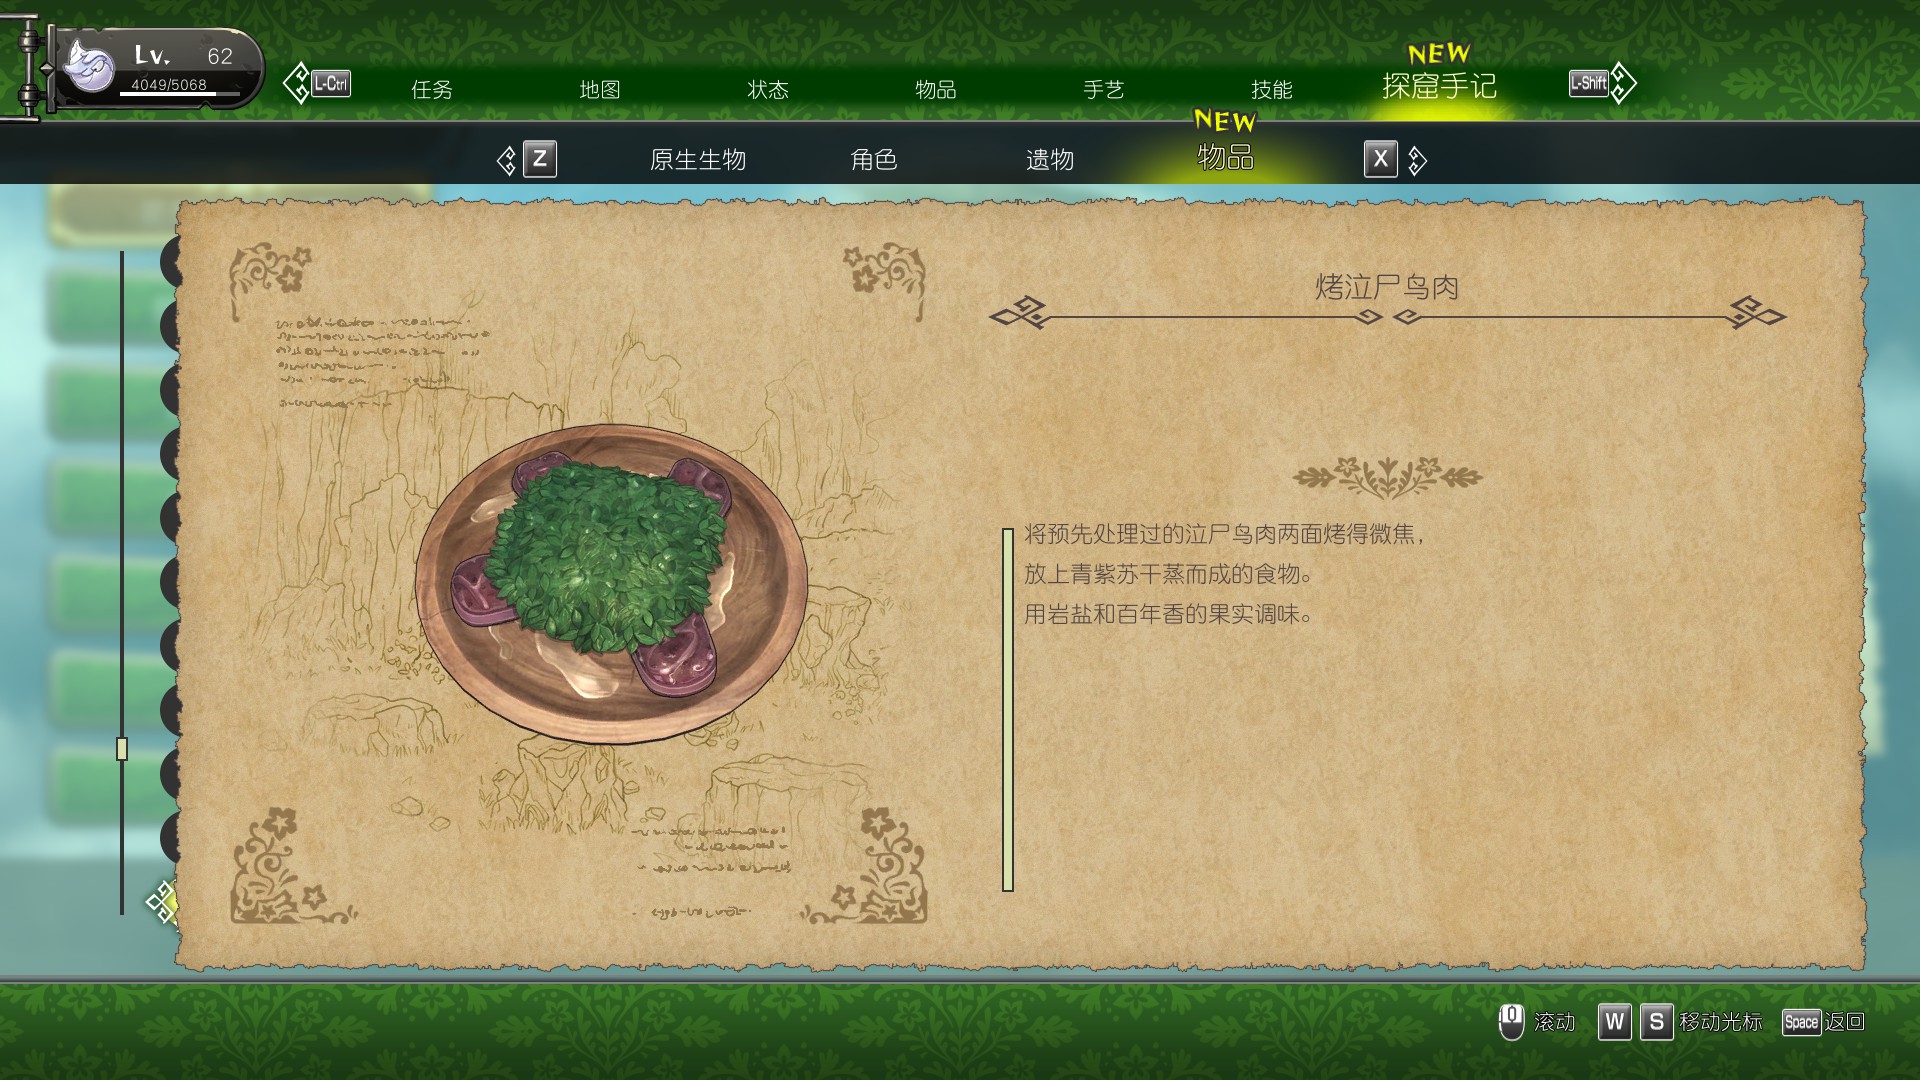 Lv. 62
4049/5068
L-Ctrl 任务 地图 状态 物品 手艺 技能 NEW 探窟手记 L-Shift
Z 原生生物 角色 遗物 NEW 物品 X
烤泣尸鸟肉
将预先处理过的泣尸鸟肉两面烤得微焦，
放上青紫苏干蒸而成的食物。
用岩盐和百年香的果实调味。
滚动 W S 移动光标 Space 返回